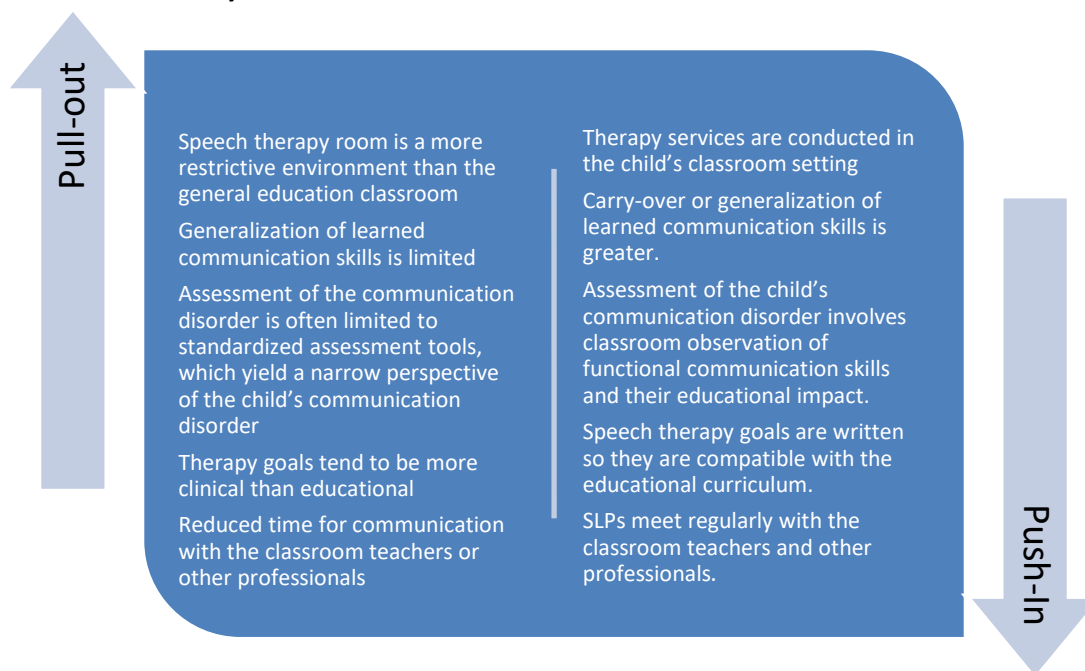 Pull-out
Speech therapy room is a more
restrictive environment than the
general education classroom
Generalization of learned
communication skills is limited
Assessment of the communication
disorder is often limited to
standardized assessment tools,
which yield a narrow perspective
of the child’s communication
disorder
Therapy goals tend to be more
clinical than educational
Reduced time for communication
with the classroom teachers or
other professionals
Therapy services are conducted in
the child’s classroom setting
Carry-over or generalization of
learned communication skills is
greater.
Assessment of the child’s
communication disorder involves
classroom observation of
functional communication skills
and their educational impact.
Speech therapy goals are written
so they are compatible with the
educational curriculum.
SLPs meet regularly with the
classroom teachers and other
professionals.
Push-In